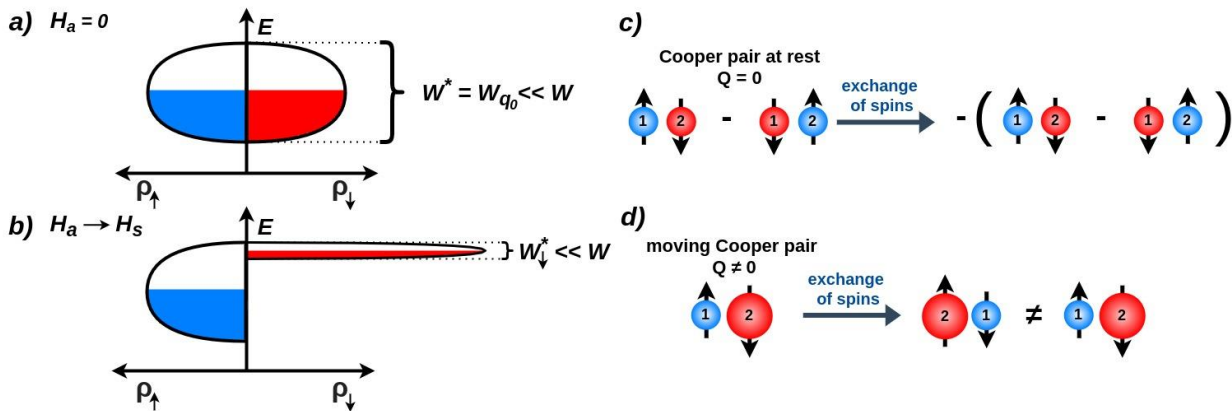 a) Hₐ = 0
E
W* = W_q₀ << W
ρ↑ ρ↓
b) Hₐ → Hₛ
E
W*↓ << W
ρ↑ ρ↓
c)
Cooper pair at rest
Q = 0
exchange
of spins
1 2 - 1 2 -( 1 2 - 1 2 )
d)
moving Cooper pair
Q ≠ 0
exchange
of spins
1 2 2 1 ≠ 1 2